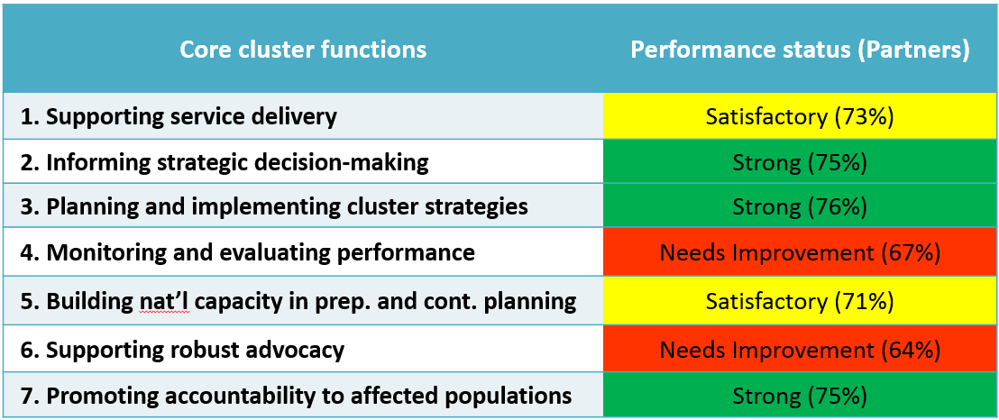 Core cluster functions Performance status (Partners)
1. Supporting service delivery Satisfactory (73%)
2. Informing strategic decision-making Strong (75%)
3. Planning and implementing cluster strategies Strong (76%)
4. Monitoring and evaluating performance Needs Improvement (67%)
5. Building nat’l capacity in prep. and cont. planning Satisfactory (71%)
6. Supporting robust advocacy Needs Improvement (64%)
7. Promoting accountability to affected populations Strong (75%)